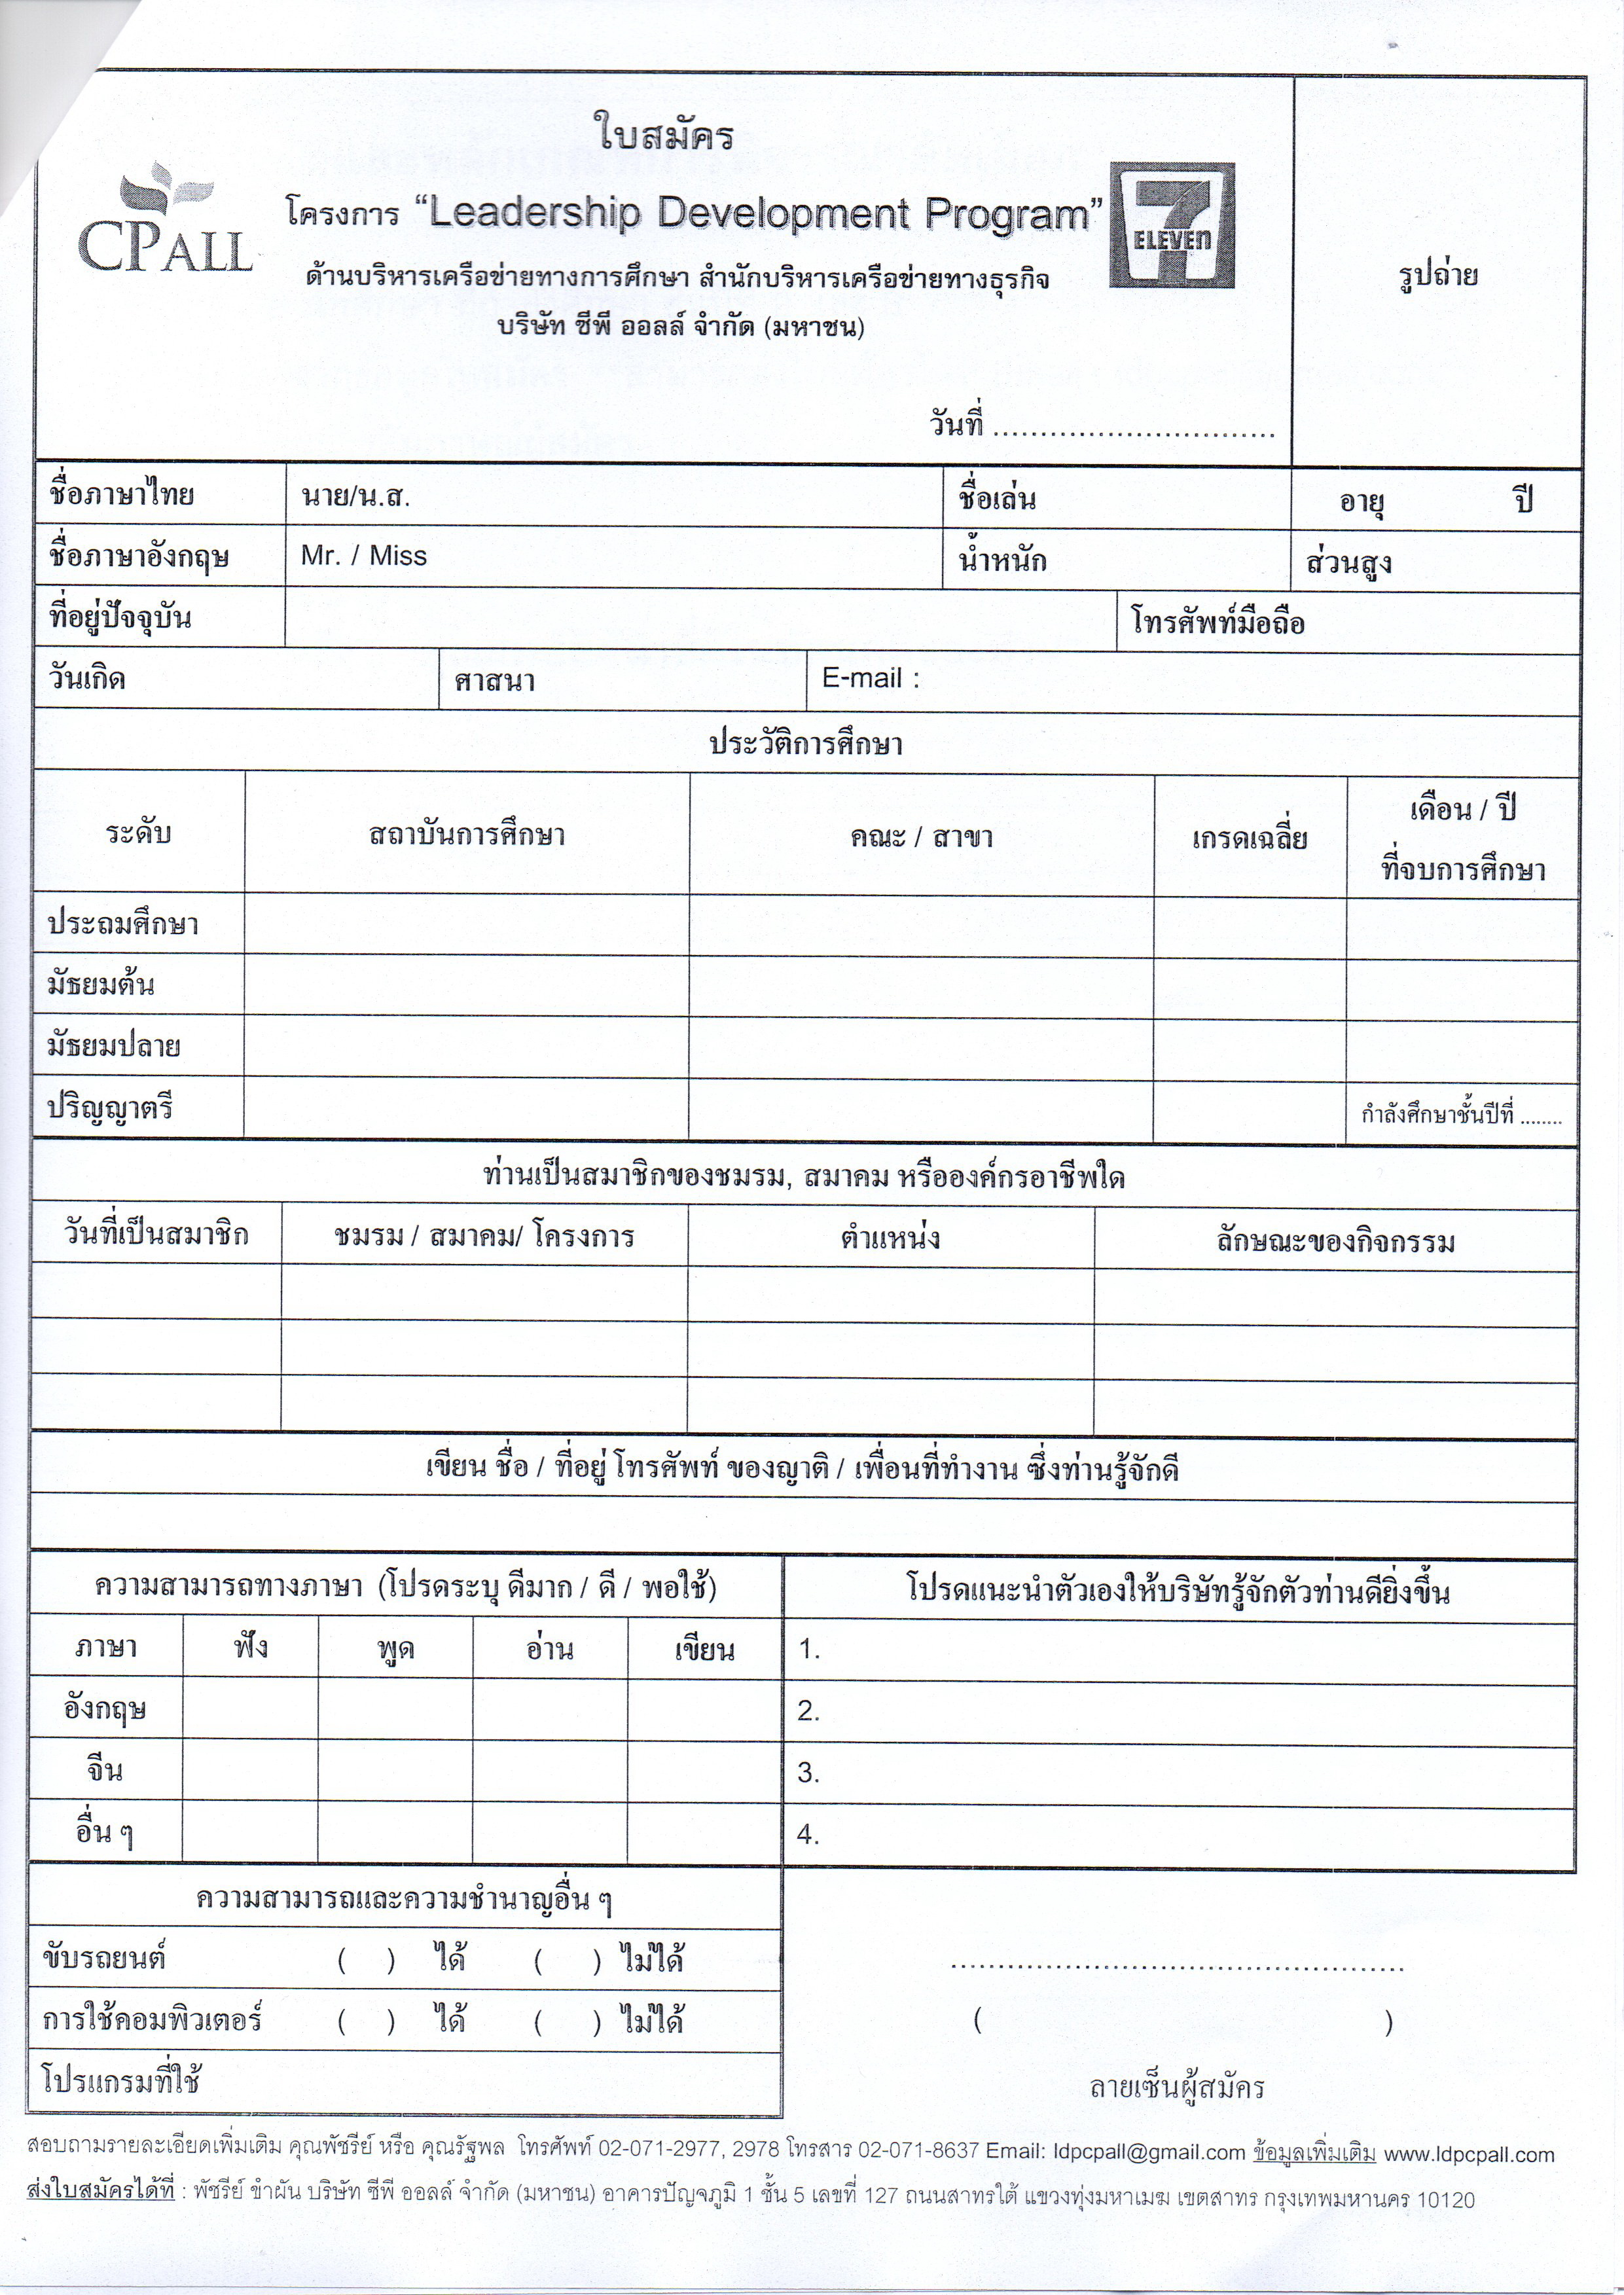 ใบสมัคร
CPALL
โครงการ “Leadership Development Program”
7 ELEVEN
ด้านบริหารเครือข่ายทางการศึกษา สำนักบริหารเครือข่ายทางธุรกิจ
บริษัท ซีพี ออลล์ จำกัด (มหาชน)
รูปถ่าย
วันที่ ..............................
ชื่อภาษาไทย นาย/น.ส. ชื่อเล่น อายุ ปี
ชื่อภาษาอังกฤษ Mr. / Miss น้ำหนัก ส่วนสูง
ที่อยู่ปัจจุบัน โทรศัพท์มือถือ
วันเกิด ศาสนา E-mail :
ประวัติการศึกษา
ระดับ สถาบันการศึกษา คณะ / สาขา เกรดเฉลี่ย เดือน / ปี
ที่จบการศึกษา
ประถมศึกษา
มัธยมต้น
มัธยมปลาย
ปริญญาตรี กำลังศึกษาชั้นปีที่ ........
ท่านเป็นสมาชิกของชมรม, สมาคม หรือองค์กรอาชีพใด
วันที่เป็นสมาชิก ชมรม / สมาคม/ โครงการ ตำแหน่ง ลักษณะของกิจกรรม
เขียน ชื่อ / ที่อยู่ โทรศัพท์ ของญาติ / เพื่อนที่ทำงาน ซึ่งท่านรู้จักดี
ความสามารถทางภาษา (โปรดระบุ ดีมาก / ดี / พอใช้) โปรดแนะนำตัวเองให้บริษัทรู้จักตัวท่านดียิ่งขึ้น
ภาษา ฟัง พูด อ่าน เขียน 1.
อังกฤษ 2.
จีน 3.
อื่น ๆ 4.
ความสามารถและความชำนาญอื่น ๆ
ขับรถยนต์ ( ) ได้ ( ) ไม่ได้ ................................................
การใช้คอมพิวเตอร์ ( ) ได้ ( ) ไม่ได้ ( )
โปรแกรมที่ใช้ ลายเซ็นผู้สมัคร
สอบถามรายละเอียดเพิ่มเติม คุณพัชรีย์ หรือ คุณรัฐพล โทรศัพท์ 02-071-2977, 2978 โทรสาร 02-071-8637 Email: ldpcpall@gmail.com ข้อมูลเพิ่มเติม www.ldpcpall.com
ส่งใบสมัครได้ที่ : พัชรีย์ ขำผัน บริษัท ซีพี ออลล์ จำกัด (มหาชน) อาคารปัญจภูมิ 1 ชั้น 5 เลขที่ 127 ถนนสาทรใต้ แขวงทุ่งมหาเมฆ เขตสาทร กรุงเทพมหานคร 10120